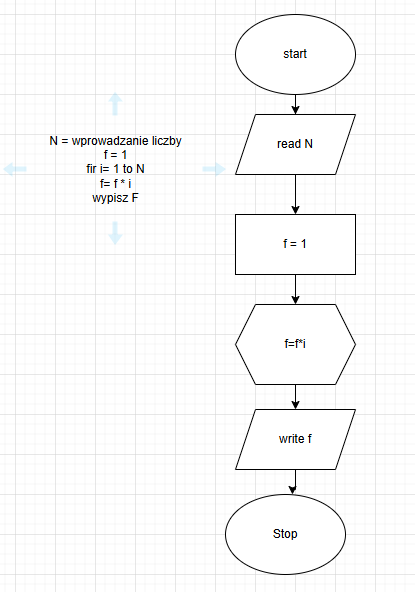 start
N = wprowadzanie liczby
f = 1
fir i= 1 to N
f= f * i
wypisz F
read N
f = 1
f=f*i
write f
Stop